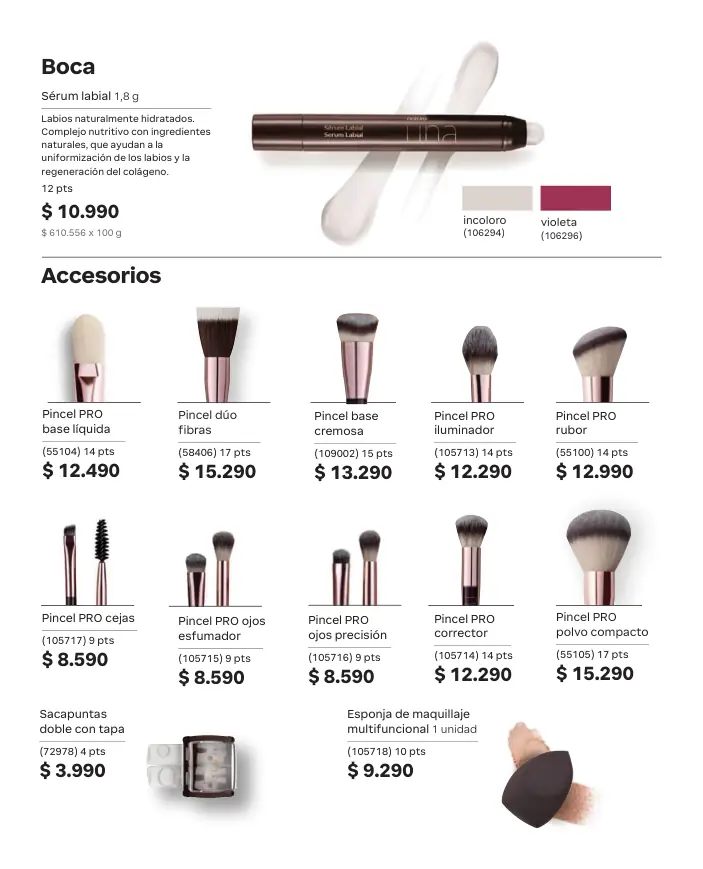 Boca
Sérum labial 1,8 g
Labios naturalmente hidratados.
Complejo nutritivo con ingredientes
naturales, que ayudan a la
uniformización de los labios y la
regeneración del colágeno.
12 pts
$ 10.990
$ 610.556 x 100 g
Sérum Labial
Serum Labial
natura
una
incoloro
(106294)
violeta
(106296)
Accesorios
Pincel PRO
base líquida
(55104) 14 pts
$ 12.490
Pincel dúo
fibras
(58406) 17 pts
$ 15.290
Pincel base
cremosa
(109002) 15 pts
$ 13.290
Pincel PRO
iluminador
(105713) 14 pts
$ 12.290
Pincel PRO
rubor
(55100) 14 pts
$ 12.990
Pincel PRO cejas
(105717) 9 pts
$ 8.590
Pincel PRO ojos
esfumador
(105715) 9 pts
$ 8.590
Pincel PRO
ojos precisión
(105716) 9 pts
$ 8.590
Pincel PRO
corrector
(105714) 14 pts
$ 12.290
Pincel PRO
polvo compacto
(55105) 17 pts
$ 15.290
Sacapuntas
doble con tapa
(72978) 4 pts
$ 3.990
Esponja de maquillaje
multifuncional 1 unidad
(105718) 10 pts
$ 9.290